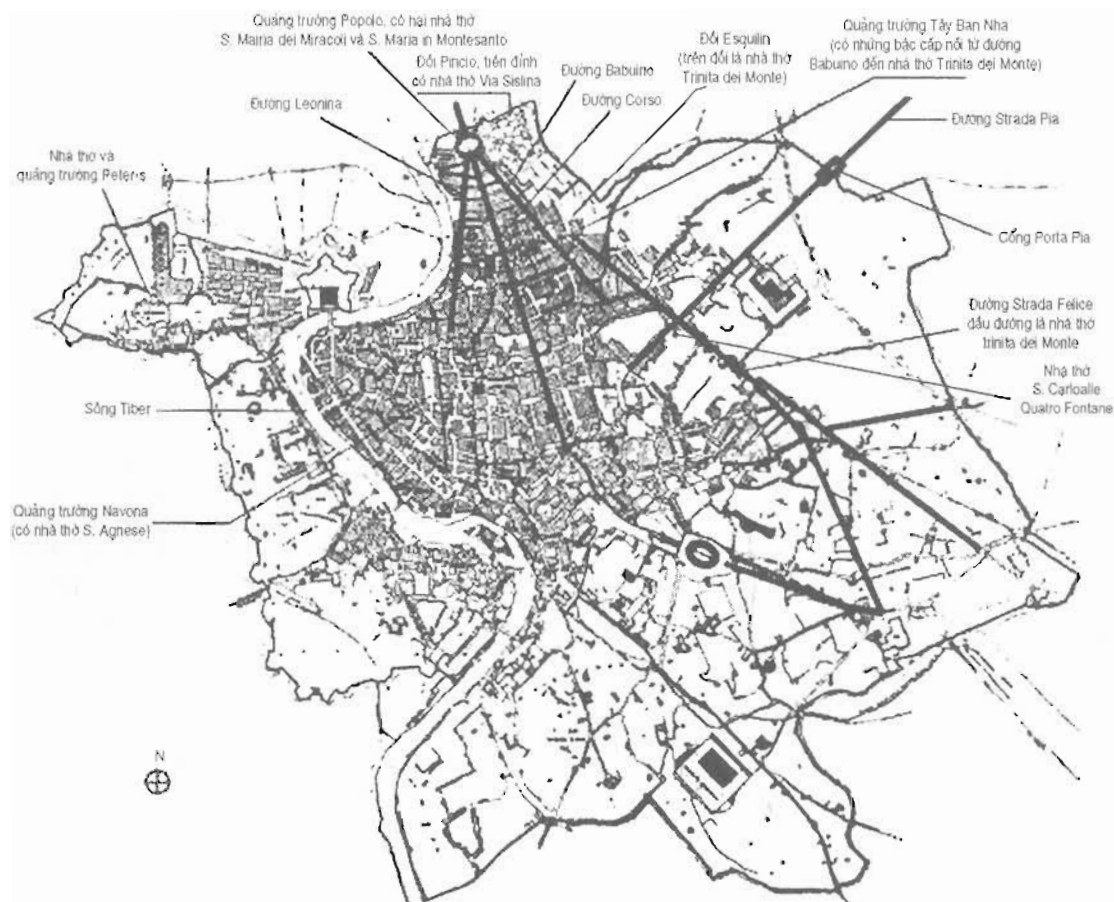 Quảng trường Popolo, có hai nhà thờ
S. Mairia dei Miracoli và S. Maria in Montesanto
Đồi Pincio, trên đỉnh
có nhà thờ Via Sislina
Đường Leonina
Nhà thờ và
quảng trường Peter-s
Đường Babuino
Đường Corso
Đồi Esquilin
(trên đồi là nhà thờ
Trinita dei Monte)
Quảng trường Tây Ban Nha
(có những bậc cấp nối từ đường
Babuino đến nhà thờ Trinita dei Monte)
Đường Strada Pia
Cổng Porta Pia
Đường Strada Felice
đầu đường là nhà thờ
trinita dei Monte
Nhà thờ
S. Carloalle
Quatro Fontane
Sông Tiber
Quảng trường Navona
(có nhà thờ S. Agnese)
N